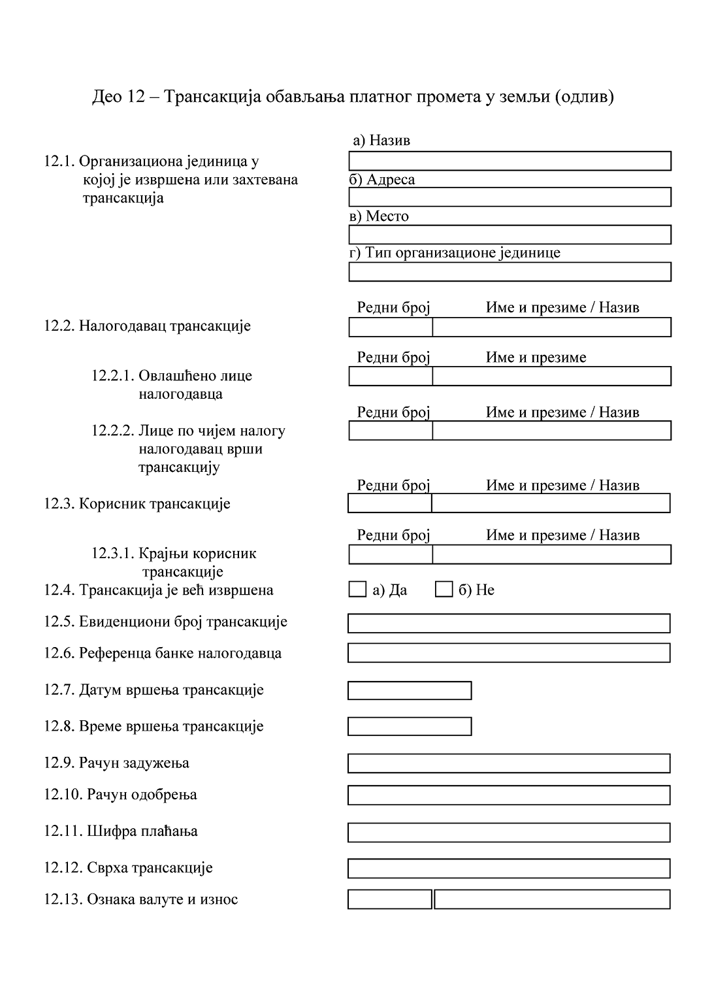 Део 12 – Трансакција обављања платног промета у земљи (одлив)
а) Назив
12.1. Организациона јединица у
којој је извршена или захтевана
трансакција
б) Адреса
в) Место
г) Тип организационе јединице
Редни број Име и презиме / Назив
12.2. Налогодавац трансакције
Редни број Име и презиме
12.2.1. Овлашћено лице
налогодавца
Редни број Име и презиме / Назив
12.2.2. Лице по чијем налогу
налогодавац врши
трансакцију
Редни број Име и презиме / Назив
12.3. Корисник трансакције
Редни број Име и презиме / Назив
12.3.1. Крајњи корисник
трансакције
12.4. Трансакција је већ извршена а) Да б) Не
12.5. Евиденциони број трансакције
12.6. Референца банке налогодавца
12.7. Датум вршења трансакције
12.8. Време вршења трансакције
12.9. Рачун задужења
12.10. Рачун одобрења
12.11. Шифра плаћања
12.12. Сврха трансакције
12.13. Ознака валуте и износ